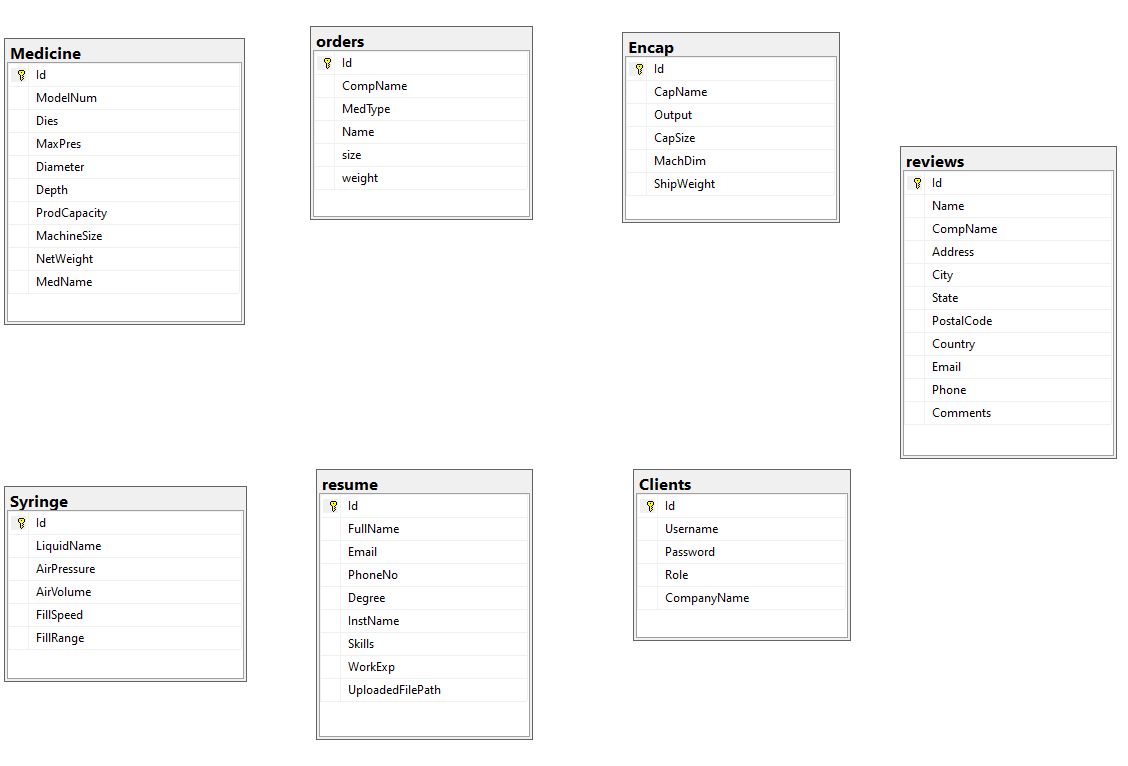 Medicine
Id
ModelNum
Dies
MaxPres
Diameter
Depth
ProdCapacity
MachineSize
NetWeight
MedName
orders
Id
CompName
MedType
Name
size
weight
Encap
Id
CapName
Output
CapSize
MachDim
ShipWeight
reviews
Id
Name
CompName
Address
City
State
PostalCode
Country
Email
Phone
Comments
Syringe
Id
LiquidName
AirPressure
AirVolume
FillSpeed
FillRange
resume
Id
FullName
Email
PhoneNo
Degree
InstName
Skills
WorkExp
UploadedFilePath
Clients
Id
Username
Password
Role
CompanyName